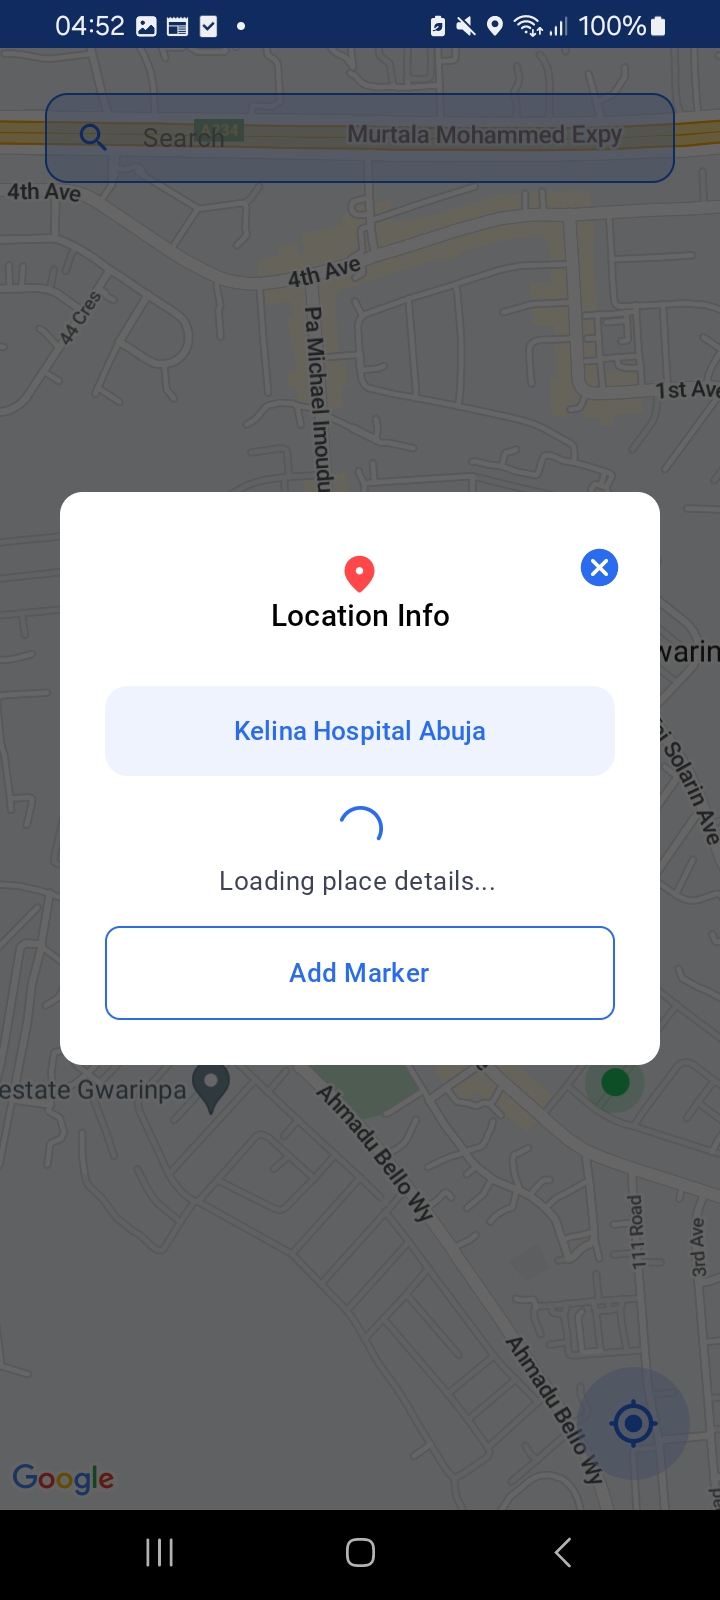 04:52
100%
A734
Search
Murtala Mohammed Expy
4th Ave
4th Ave
44 Cres
Pa Michael Imoudu
1st Ave
Location Info
Kelina Hospital Abuja
Loading place details...
Add Marker
Solarin Ave
estate Gwarinpa
Ahmadu Bello Wy
111 Road
3rd Ave
Ahmadu Bello Wy
Google